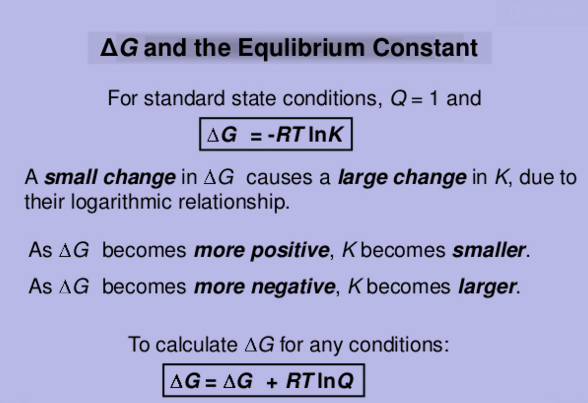 ΔG and the Equlibrium Constant
For standard state conditions, Q = 1 and
ΔG = -RT lnK
A small change in ΔG causes a large change in K, due to
their logarithmic relationship.
As ΔG becomes more positive, K becomes smaller.
As ΔG becomes more negative, K becomes larger.
To calculate ΔG for any conditions:
ΔG = ΔG + RT lnQ